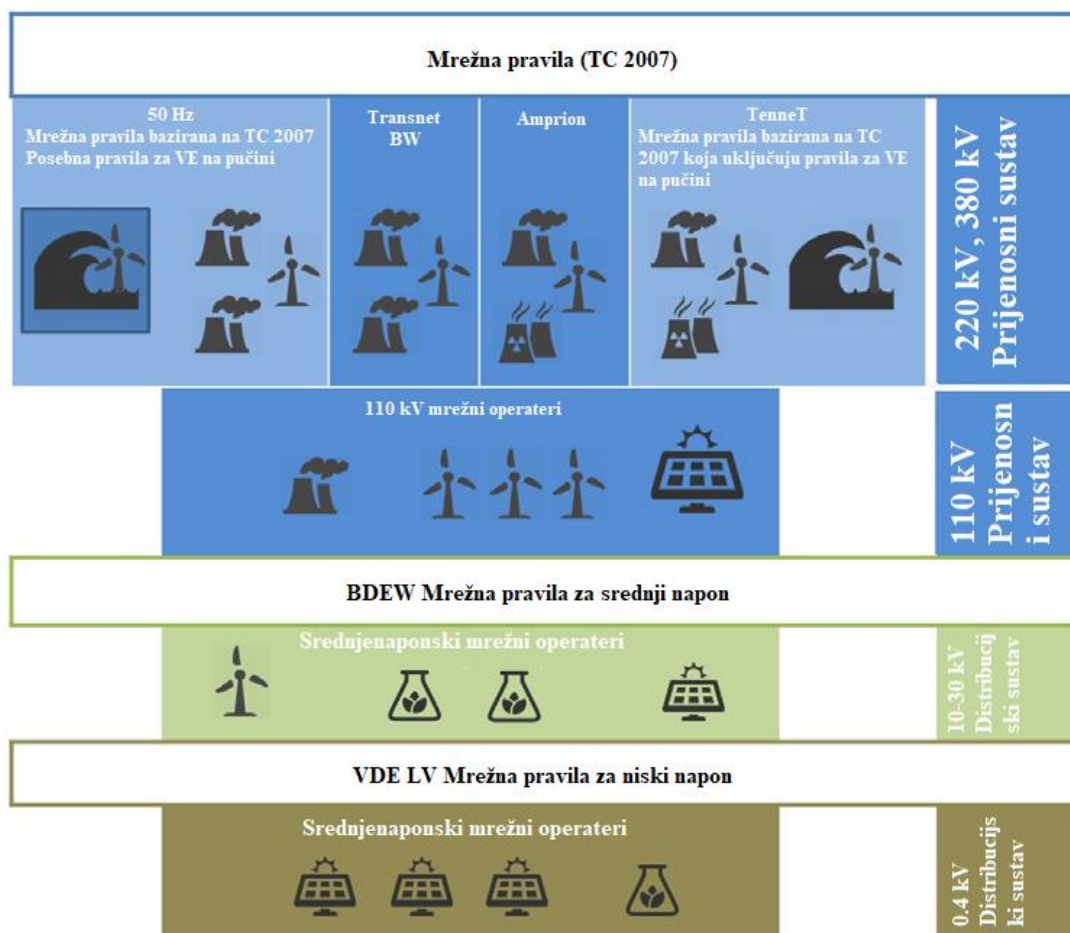 Mrežna pravila (TC 2007)
50 Hz
Mrežna pravila bazirana na TC 2007
Posebna pravila za VE na pučini
Transnet
BW
Amprion
TenneT
Mrežna pravila bazirana na TC
2007 koja uključuju pravila za VE
na pučini
220 kV, 380 kV
Prijenosni sustav
110 kV mrežni operateri
110 kV
Prijenosn
i sustav
BDEW Mrežna pravila za srednji napon
Srednjenaponski mrežni operateri
10-30 kV
Distribucij
ski sustav
VDE LV Mrežna pravila za niski napon
Srednjenaponski mrežni operateri
0.4 kV
Distribucijs
ki sustav